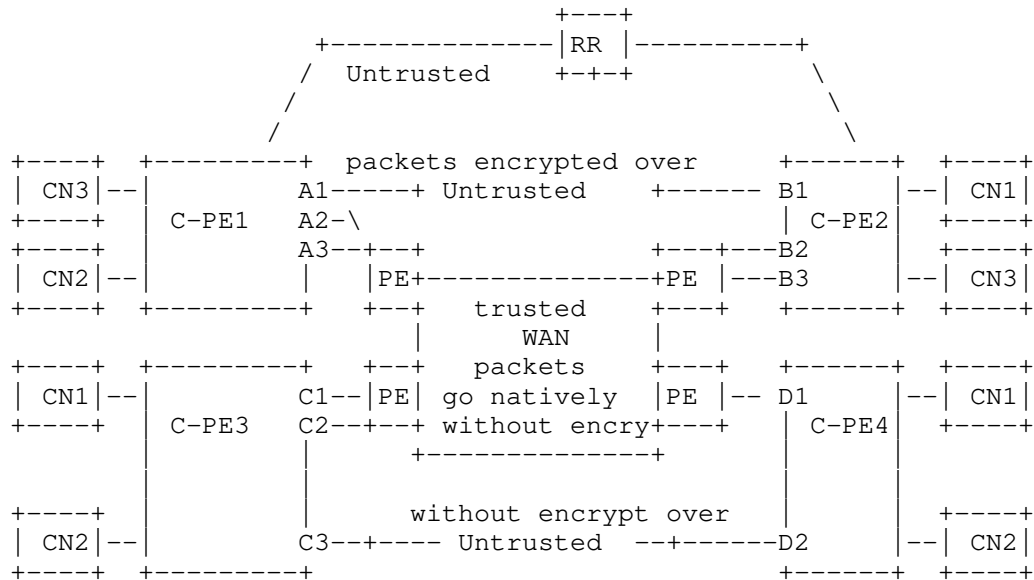 +---+
                   +--------------|RR |----------+
                  /  Untrusted    +-+-+           \
                 /                                 \
                /                                   \
+----+  +---------+  packets encrypted over     +------+  +----+
| CN3|--|         A1-----+ Untrusted    +------ B1     |--| CN1|
+----+  | C-PE1   A2-\                          | C-PE2|  +----+
+----+  |         A3--+--+              +---+---B2     |  +----+
| CN2|--|         |   |PE+--------------+PE |---B3     |--| CN3|
+----+  +---------+   +--+   trusted    +---+   +------+  +----+
                         |      WAN     |
+----+  +---------+   +--+   packets    +---+   +------+  +----+
| CN1|--|         C1--|PE| go natively  |PE |-- D1     |--| CN1|
+----+  | C-PE3   C2--+--+ without encry+---+   | C-PE4|  +----+
        |         |      +--------------+       |      |
        |         |                             |      |
+----+  |         |      without encrypt over   |      |  +----+
| CN2|--|         C3--+---- Untrusted  --+------D2     |--| CN2|
+----+  +---------+                             +------+  +----+